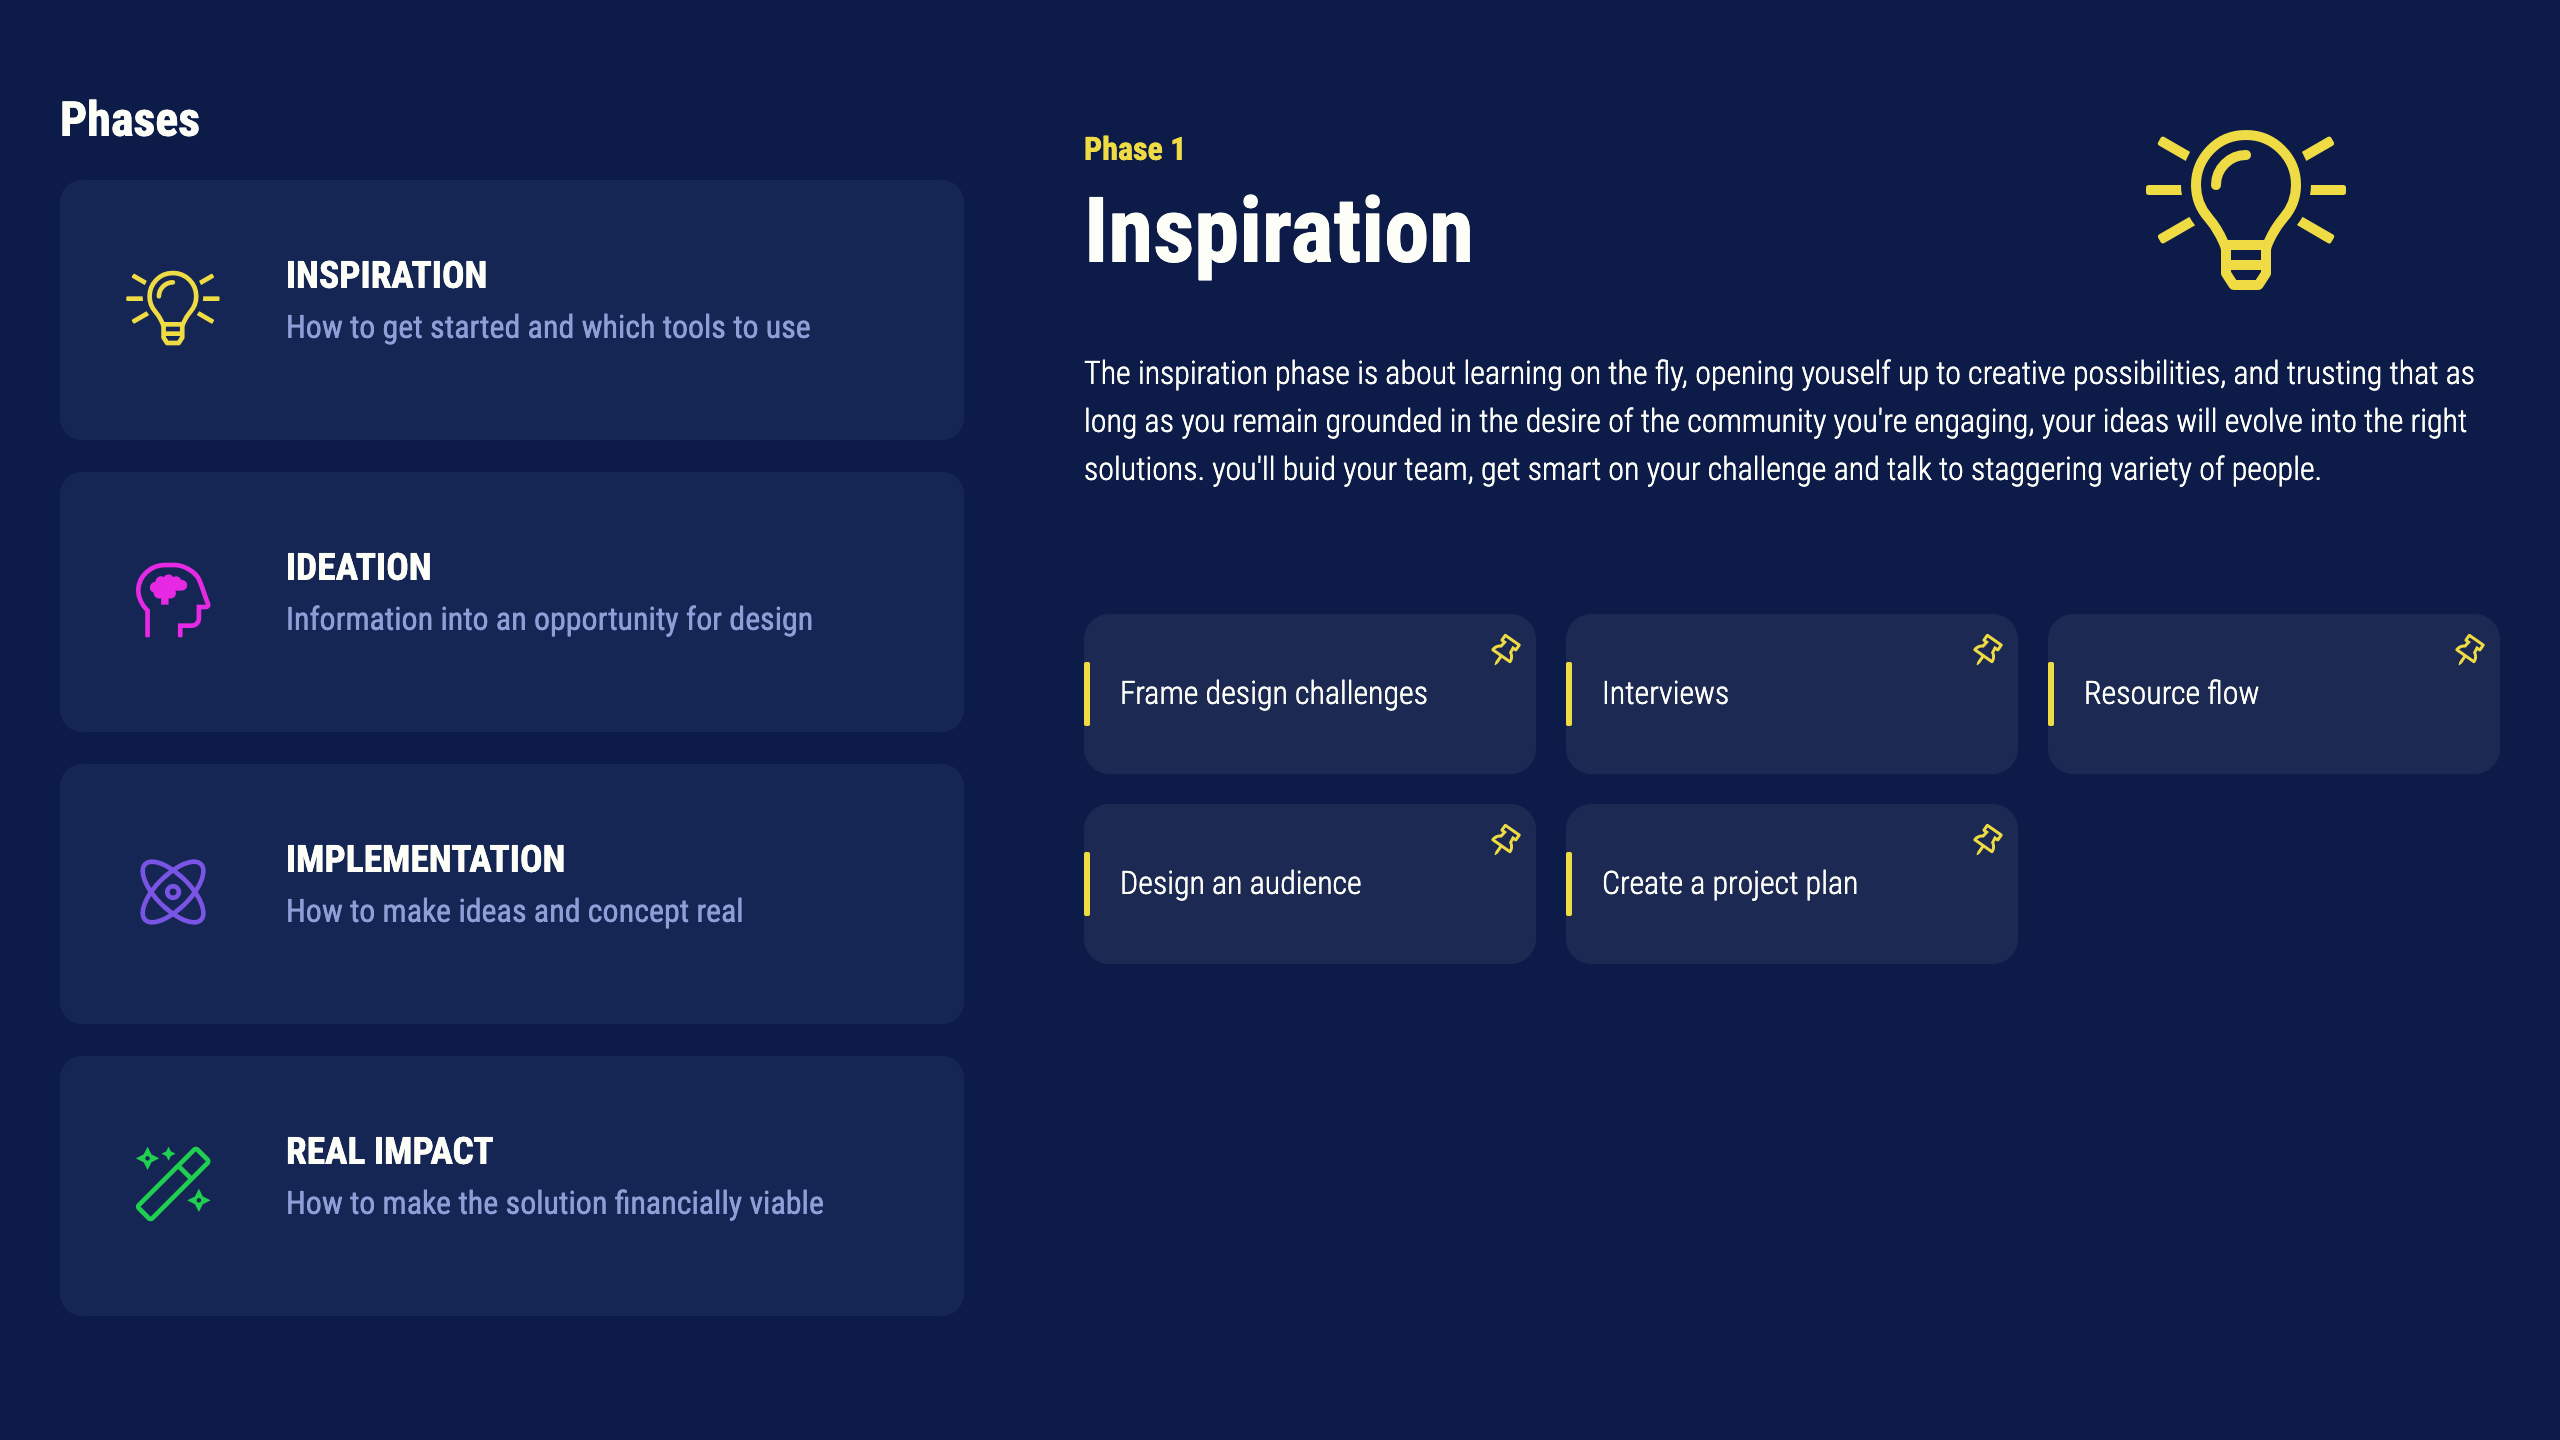 Phases
INSPIRATION
How to get started and which tools to use
IDEATION
Information into an opportunity for design
IMPLEMENTATION
How to make ideas and concept real
REAL IMPACT
How to make the solution financially viable
Phase 1
Inspiration
The inspiration phase is about learning on the fly, opening youself up to creative possibilities, and trusting that as
long as you remain grounded in the desire of the community you're engaging, your ideas will evolve into the right
solutions. you'll buid your team, get smart on your challenge and talk to staggering variety of people.
Frame design challenges
Interviews
Resource flow
Design an audience
Create a project plan